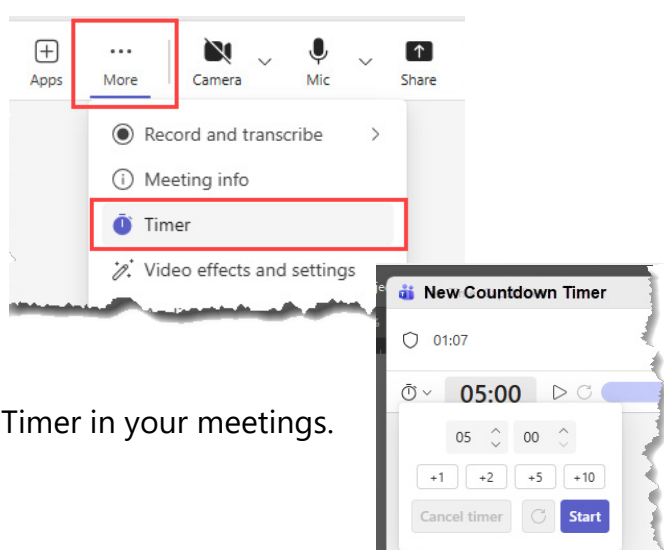 Apps
More
Camera
Mic
Share
Record and transcribe
Meeting info
Timer
Video effects and settings
New Countdown Timer
01:07
05:00
05 00
+1 +2 +5 +10
Cancel timer Start
Timer in your meetings.